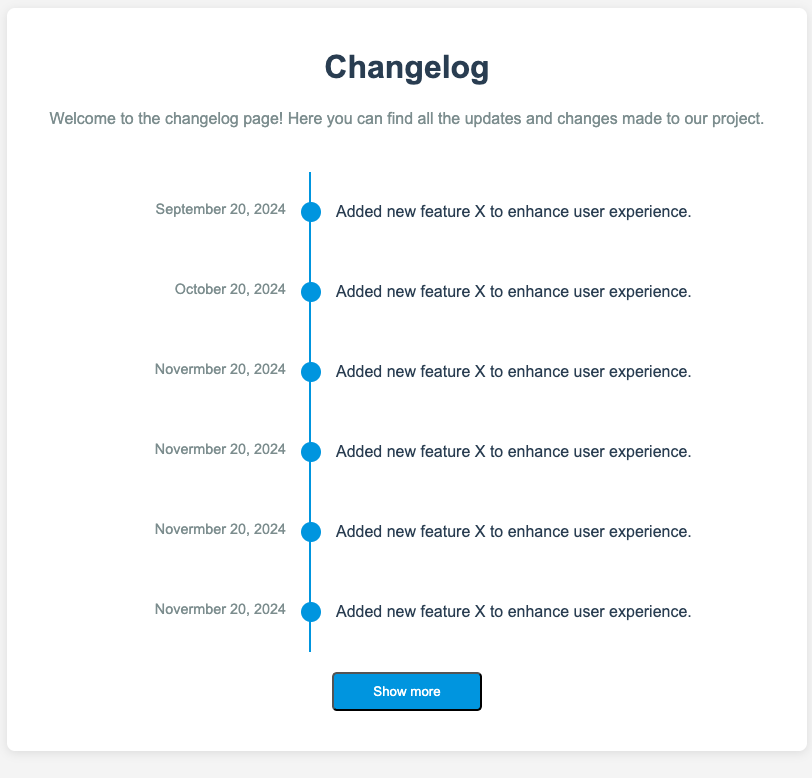 Changelog
Welcome to the changelog page! Here you can find all the updates and changes made to our project.
September 20, 2024 Added new feature X to enhance user experience.
October 20, 2024 Added new feature X to enhance user experience.
Novermber 20, 2024 Added new feature X to enhance user experience.
Novermber 20, 2024 Added new feature X to enhance user experience.
Novermber 20, 2024 Added new feature X to enhance user experience.
Novermber 20, 2024 Added new feature X to enhance user experience.
Show more